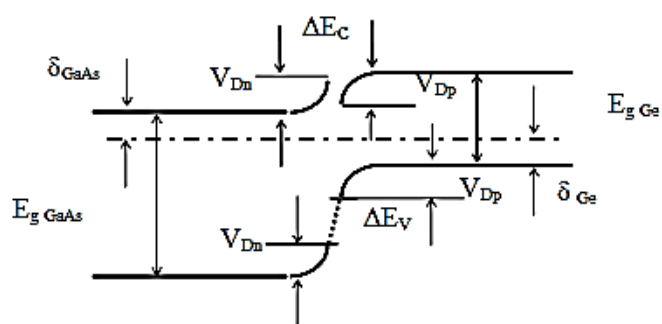 ΔE_C
δ_GaAs
V_Dn
V_Dp
E_g Ge
E_g GaAs
V_Dp
δ_Ge
ΔE_V
V_Dn